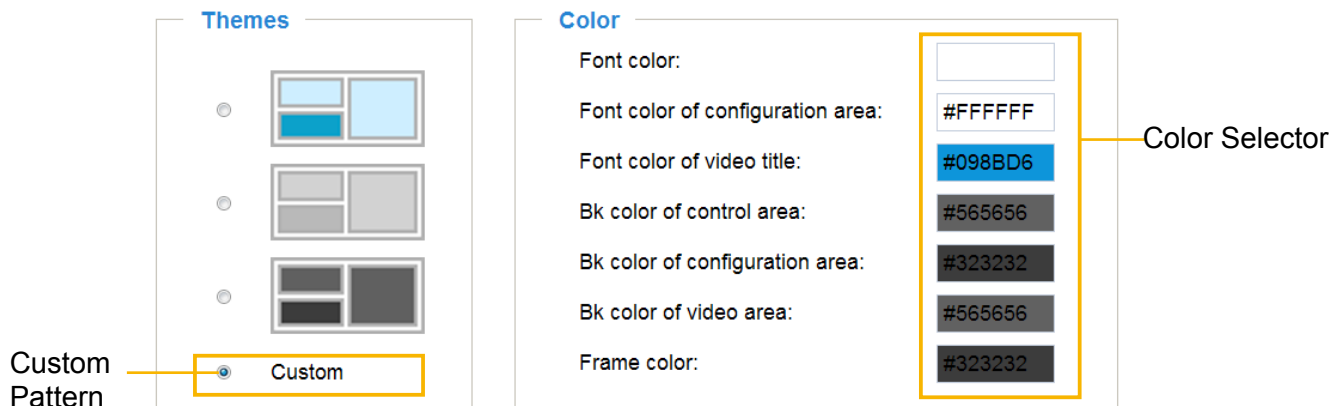 Themes
Custom
Custom
Pattern
Color
Font color:
Font color of configuration area: #FFFFFF
Font color of video title: #098BD6
Bk color of control area: #565656
Bk color of configuration area: #323232
Bk color of video area: #565656
Frame color: #323232
Color Selector